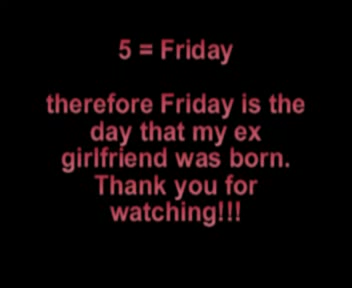 5 = Friday
therefore Friday is the
day that my ex
girlfriend was born.
Thank you for
watching!!!